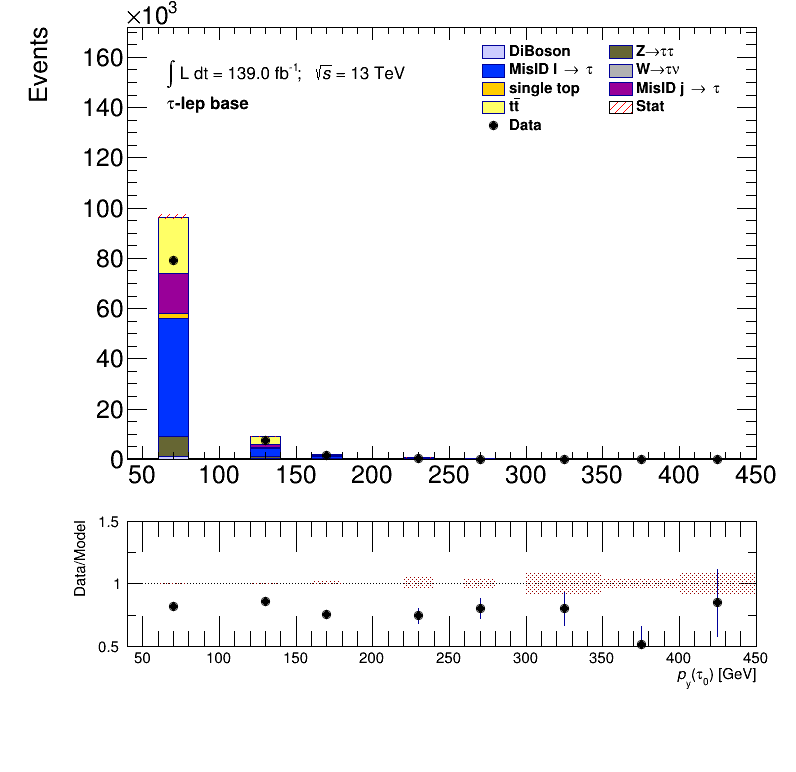 ×10³
Events
160
140
120
100
80
60
40
20
0
∫ L dt = 139.0 fb⁻¹; √s = 13 TeV
τ-lep base
DiBoson
Z→ττ
MisID l → τ
W→τν
single top
MisID j → τ
tt̄
Stat
Data
50 100 150 200 250 300 350 400 450
Data/Model
1.5
1
0.5
50 100 150 200 250 300 350 400 450
p_y(τ₀) [GeV]